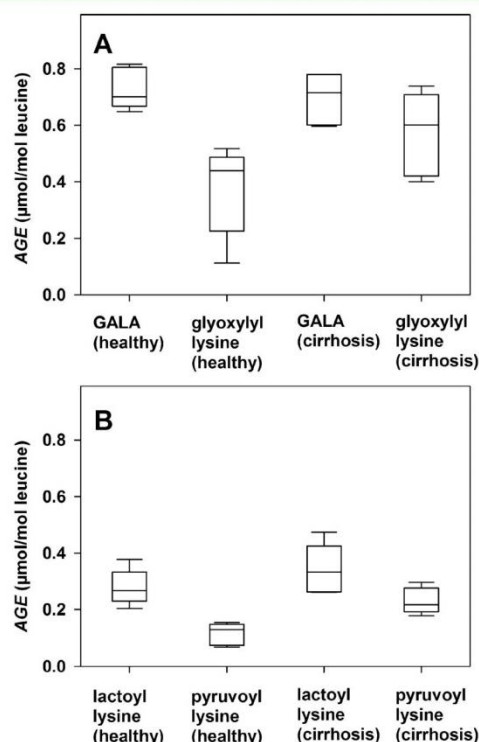 A
AGE (µmol/mol leucine)
0.8
0.6
0.4
0.2
0.0
GALA
(healthy)
glyoxylyl
lysine
(healthy)
GALA
(cirrhosis)
glyoxylyl
lysine
(cirrhosis)
B
AGE (µmol/mol leucine)
0.8
0.6
0.4
0.2
0.0
lactoyl
lysine
(healthy)
pyruvoyl
lysine
(healthy)
lactoyl
lysine
(cirrhosis)
pyruvoyl
lysine
(cirrhosis)